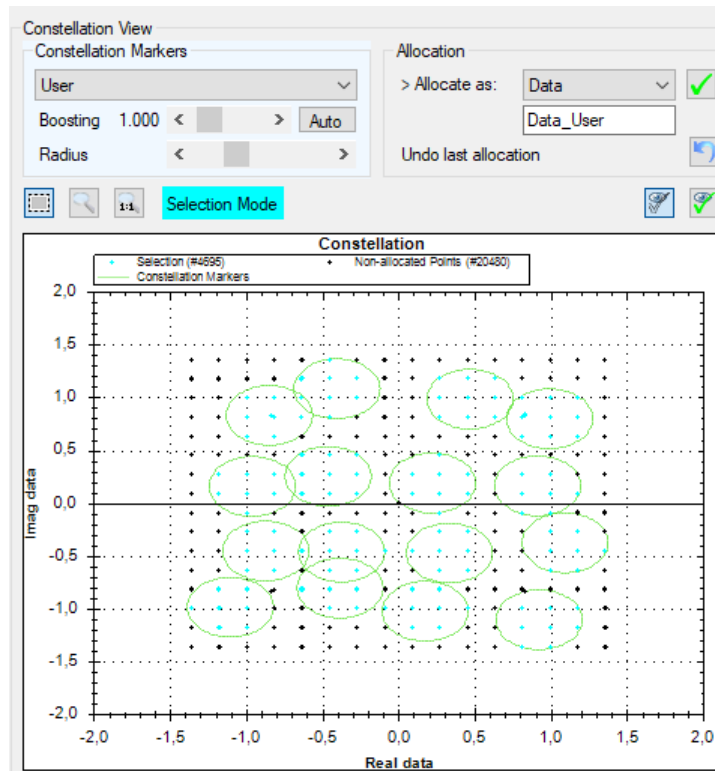 Constellation View
Constellation Markers
User
Boosting 1.000 < > Auto
Radius < >
Allocation
> Allocate as: Data
Data_User
Undo last allocation
1:1
Selection Mode
Constellation
Selection (#4695) Non-allocated Points (#20480)
Constellation Markers
2,0
1,5
1,0
0,5
0,0
-0,5
-1,0
-1,5
-2,0
Imag data
-2,0 -1,5 -1,0 -0,5 0,0 0,5 1,0 1,5 2,0
Real data